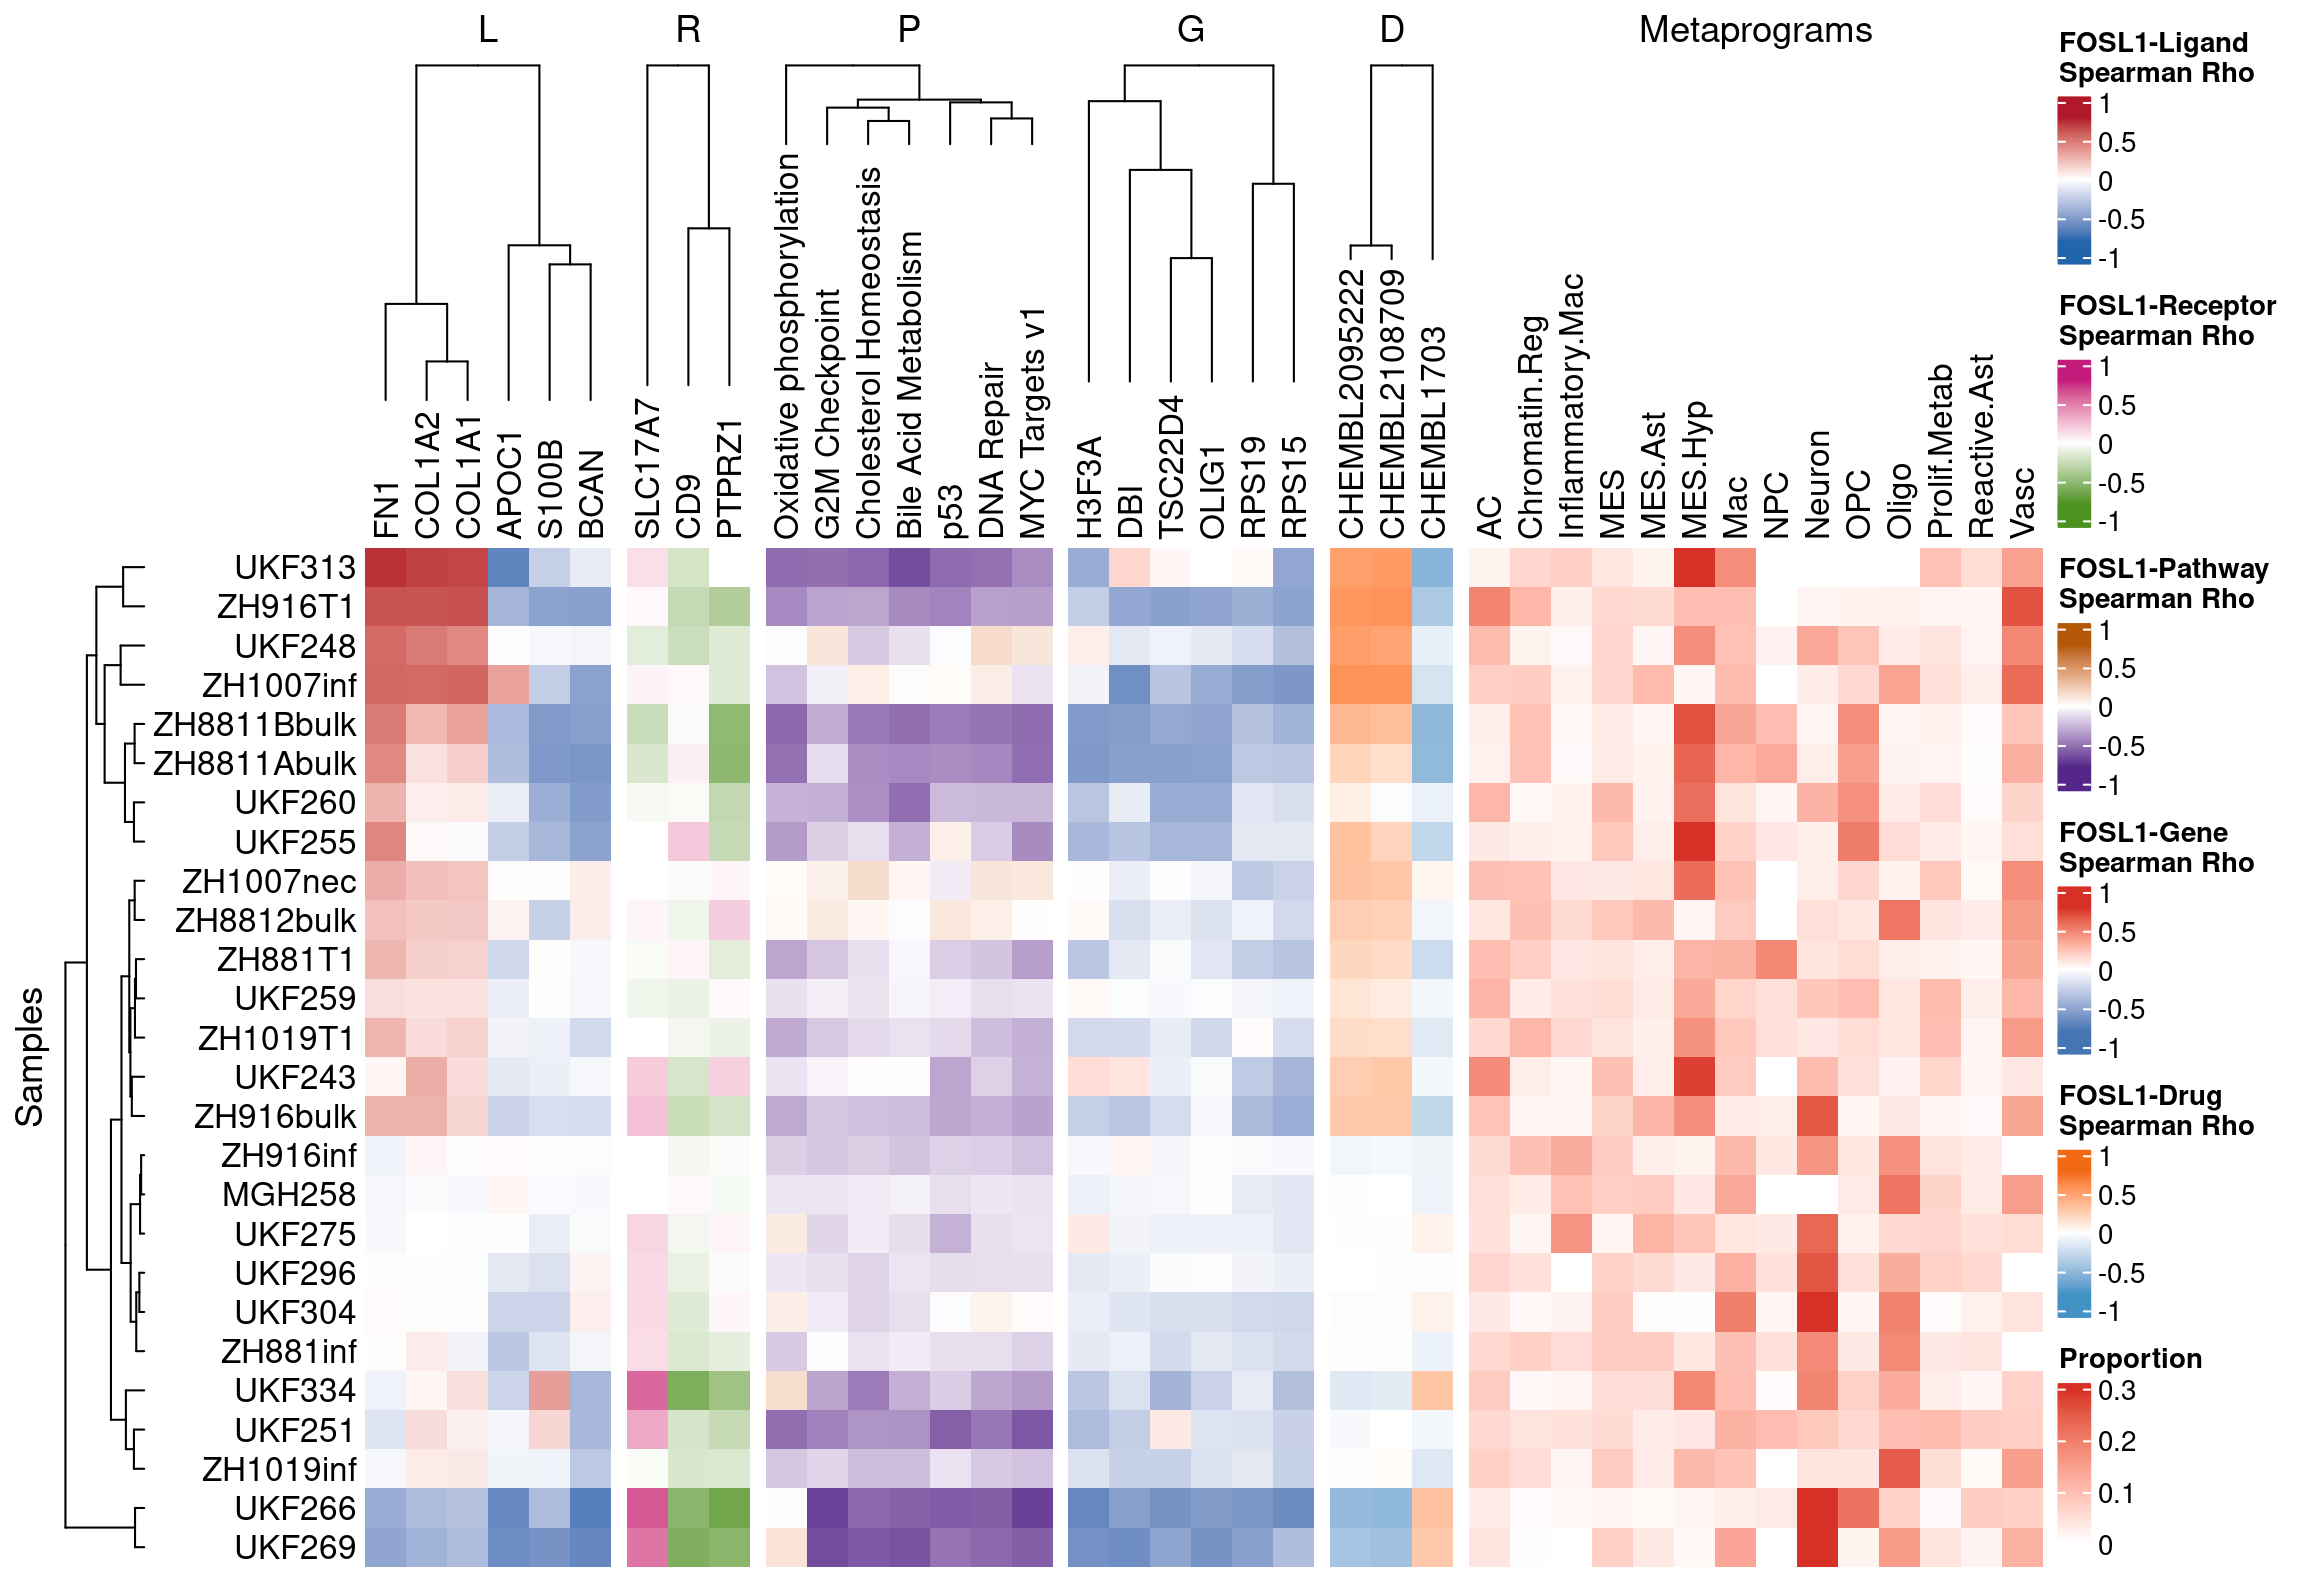 L R P G D Metaprograms
FN1
COL1A2
COL1A1
APOC1
S100B
BCAN
SLC17A7
CD9
PTPRZ1
Oxidative phosphorylation
G2M Checkpoint
Cholesterol Homeostasis
Bile Acid Metabolism
p53
DNA Repair
MYC Targets v1
H3F3A
DBI
TSC22D4
OLIG1
RPS19
RPS15
CHEMBL2095222
CHEMBL2108709
CHEMBL1703
AC
Chromatin.Reg
Inflammatory.Mac
MES
MES.Ast
MES.Hyp
Mac
NPC
Neuron
OPC
Oligo
Prolif.Metab
Reactive.Ast
Vasc
Samples
UKF313
ZH916T1
UKF248
ZH1007inf
ZH8811Bbulk
ZH8811Abulk
UKF260
UKF255
ZH1007nec
ZH8812bulk
ZH881T1
UKF259
ZH1019T1
UKF243
ZH916bulk
ZH916inf
MGH258
UKF275
UKF296
UKF304
ZH881inf
UKF334
UKF251
ZH1019inf
UKF266
UKF269
FOSL1-Ligand
Spearman Rho
1
0.5
0
-0.5
-1
FOSL1-Receptor
Spearman Rho
1
0.5
0
-0.5
-1
FOSL1-Pathway
Spearman Rho
1
0.5
0
-0.5
-1
FOSL1-Gene
Spearman Rho
1
0.5
0
-0.5
-1
FOSL1-Drug
Spearman Rho
1
0.5
0
-0.5
-1
Proportion
0.3
0.2
0.1
0